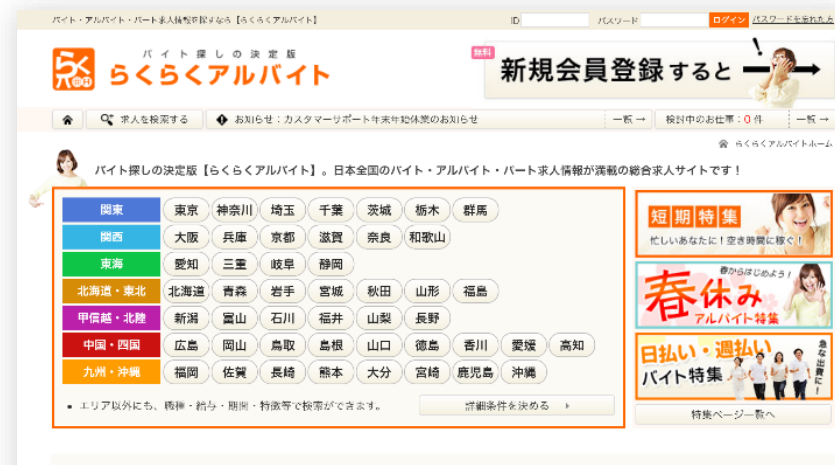 バイト・アルバイト・パート求人情報を探すなら【らくらくアルバイト】
ID
パスワード
ログイン
パスワードを忘れた方
らく
バイト探しの決定版
らくらくアルバイト
無料
新規会員登録すると
求人を検索する
お知らせ：カスタマーサポート年末年始休業のお知らせ
一覧→
検討中のお仕事：0件
一覧→
らくらくアルバイトホーム
バイト探しの決定版【らくらくアルバイト】。日本全国のバイト・アルバイト・パート求人情報が満載の総合求人サイトです！
関東 東京 神奈川 埼玉 千葉 茨城 栃木 群馬
関西 大阪 兵庫 京都 滋賀 奈良 和歌山
東海 愛知 三重 岐阜 静岡
北海道・東北 北海道 青森 岩手 宮城 秋田 山形 福島
甲信越・北陸 新潟 富山 石川 福井 山梨 長野
中国・四国 広島 岡山 鳥取 島根 山口 徳島 香川 愛媛 高知
九州・沖縄 福岡 佐賀 長崎 熊本 大分 宮崎 鹿児島 沖縄
エリア以外にも、職種・給与・期間・特徴等で検索ができます。
詳細条件を決める
短期特集
忙しいあなたに！空き時間に稼ぐ！
春からはじめよう！
春休み
アルバイト特集
日払い・週払い
バイト特集
急な出費に！
特集ページ一覧へ